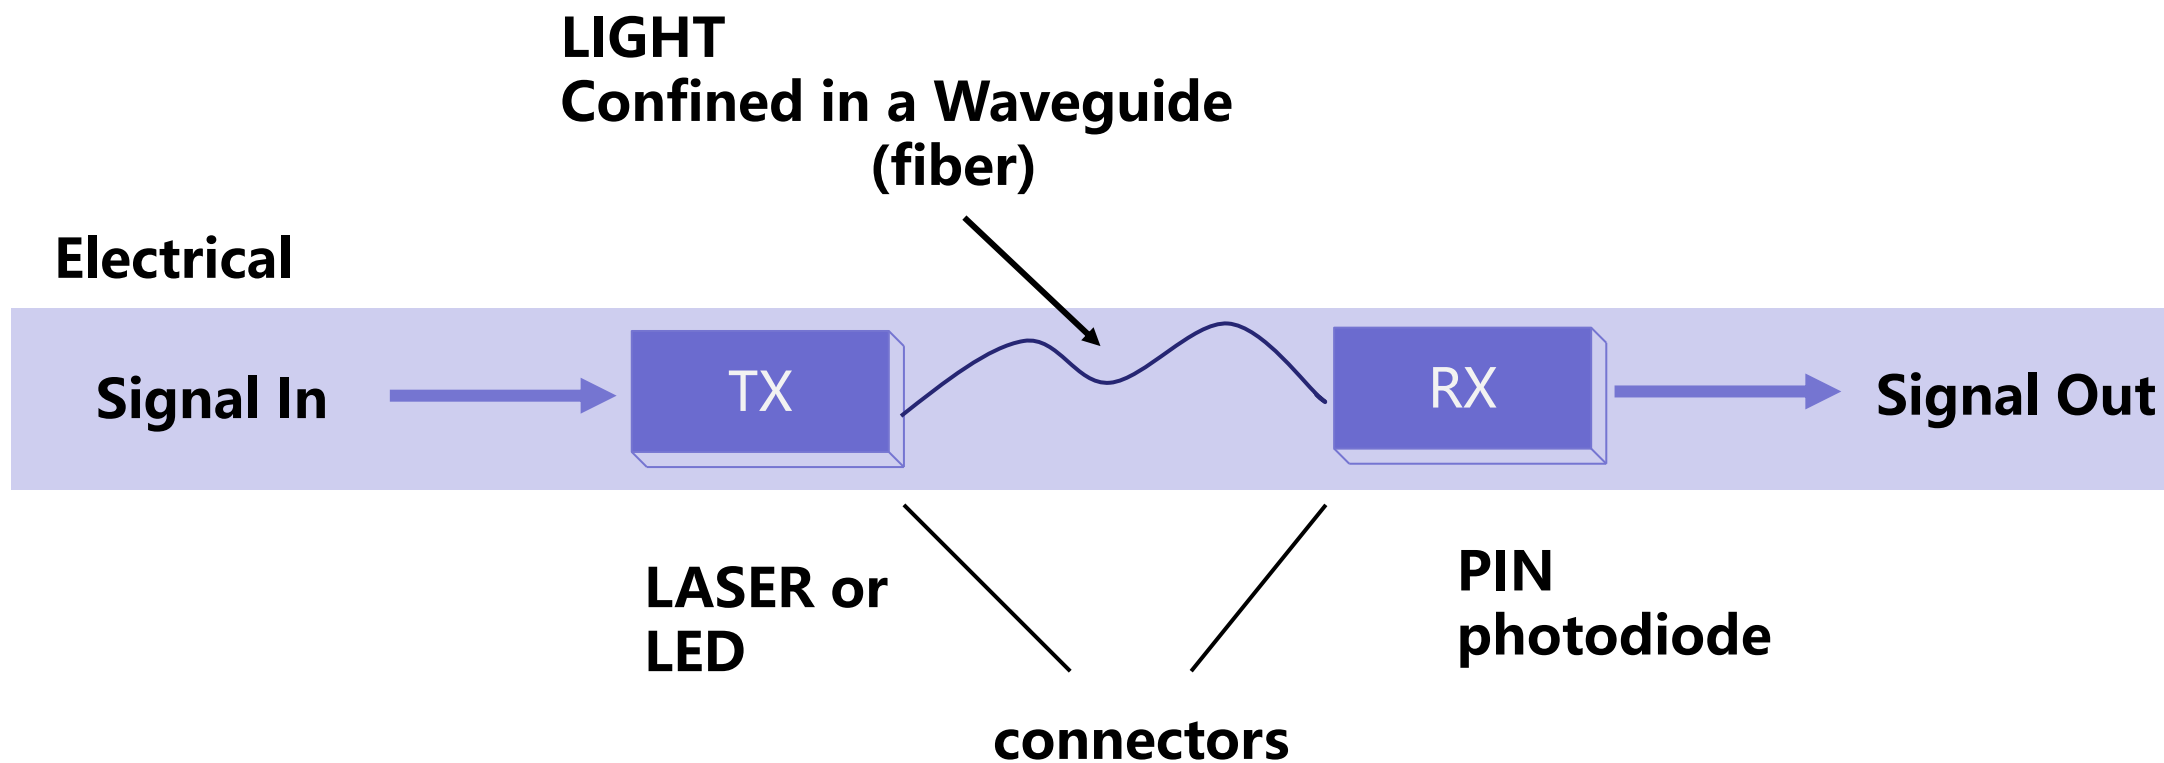 LIGHT
Confined in a Waveguide
(fiber)
Electrical
Signal In
TX
RX
Signal Out
LASER or
LED
PIN
photodiode
connectors